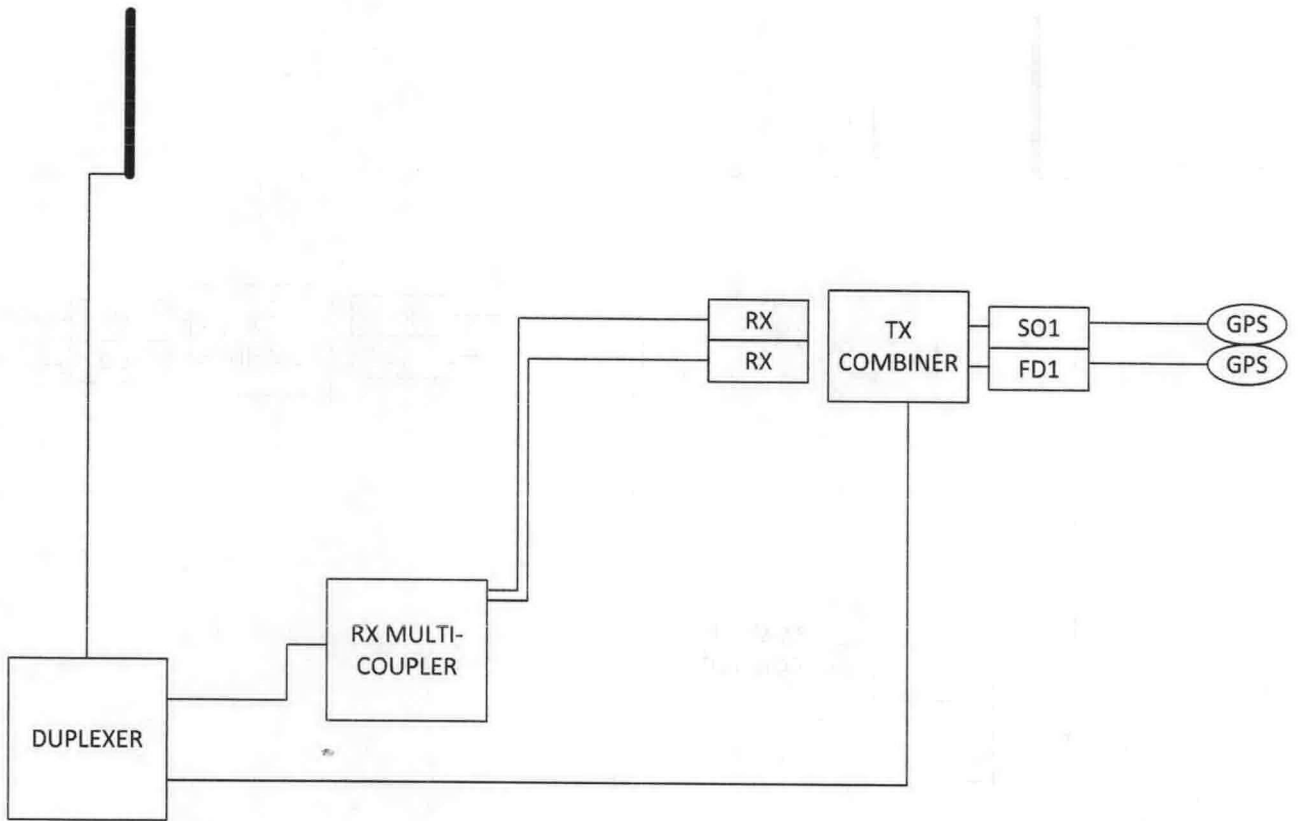 RX
RX
TX
COMBINER
SO1
FD1
GPS
GPS
RX MULTI-
COUPLER
DUPLEXER